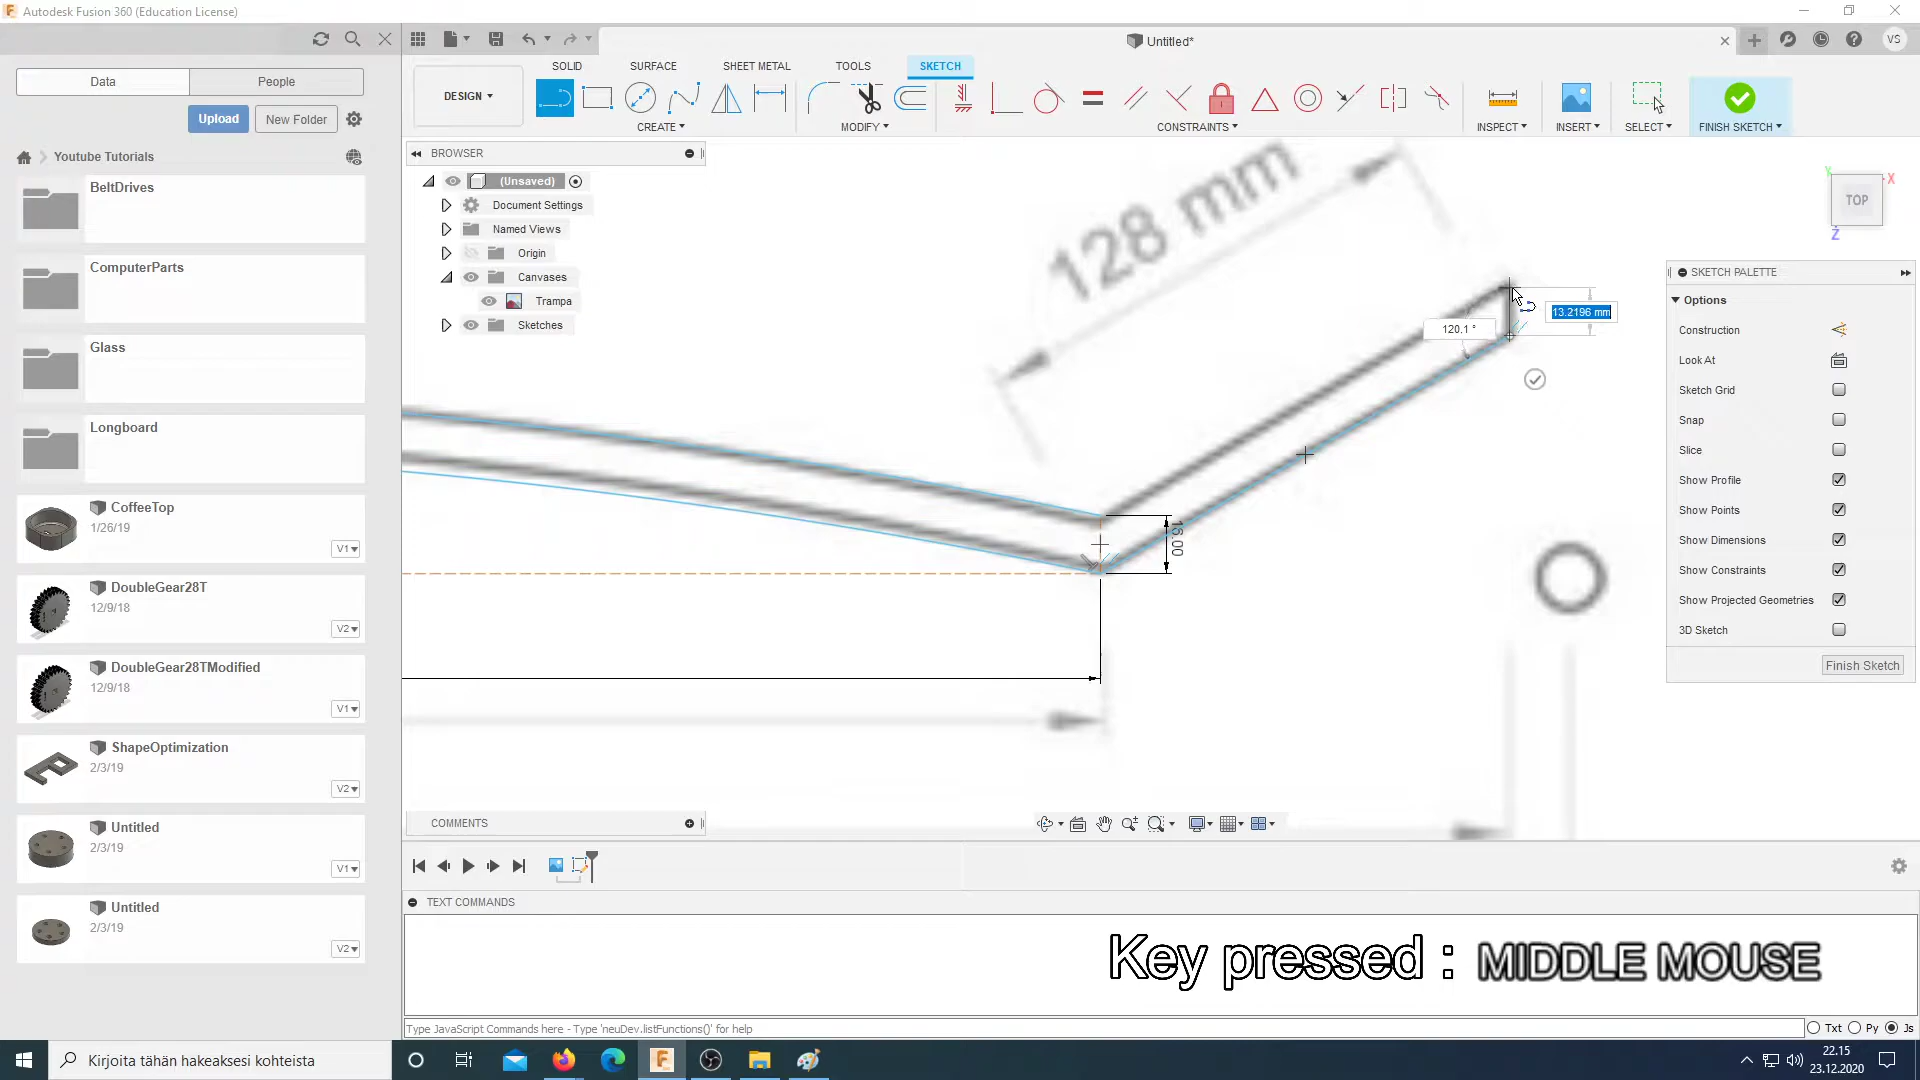 Autodesk Fusion 360 (Education License)
Untitled*
VS
Data
People
Upload
New Folder
Youtube Tutorials
BeltDrives
ComputerParts
Glass
Longboard
CoffeeTop
1/26/19
V1▾
DoubleGear28T
12/9/18
V2▾
DoubleGear28TModified
12/9/18
V1▾
ShapeOptimization
2/3/19
V2▾
Untitled
2/3/19
V1▾
Untitled
2/3/19
V2▾
DESIGN ▾
SOLID
SURFACE
SHEET METAL
TOOLS
SKETCH
CREATE ▾
MODIFY ▾
CONSTRAINTS ▾
INSPECT ▾
INSERT ▾
SELECT ▾
FINISH SKETCH ▾
BROWSER
(Unsaved)
Document Settings
Named Views
Origin
Canvases
Trampa
Sketches
128 mm
120.1 °
13.2196 mm
16.00
TOP
X
Y
Z
SKETCH PALETTE
Options
Construction
Look At
Sketch Grid
Snap
Slice
Show Profile
Show Points
Show Dimensions
Show Constraints
Show Projected Geometries
3D Sketch
Finish Sketch
COMMENTS
TEXT COMMANDS
Key pressed : MIDDLE MOUSE
Type JavaScript Commands here - Type 'neuDev.listFunctions()' for help
Txt
Py
Js
Kirjoita tähän hakeaksesi kohteista
22.15
23.12.2020